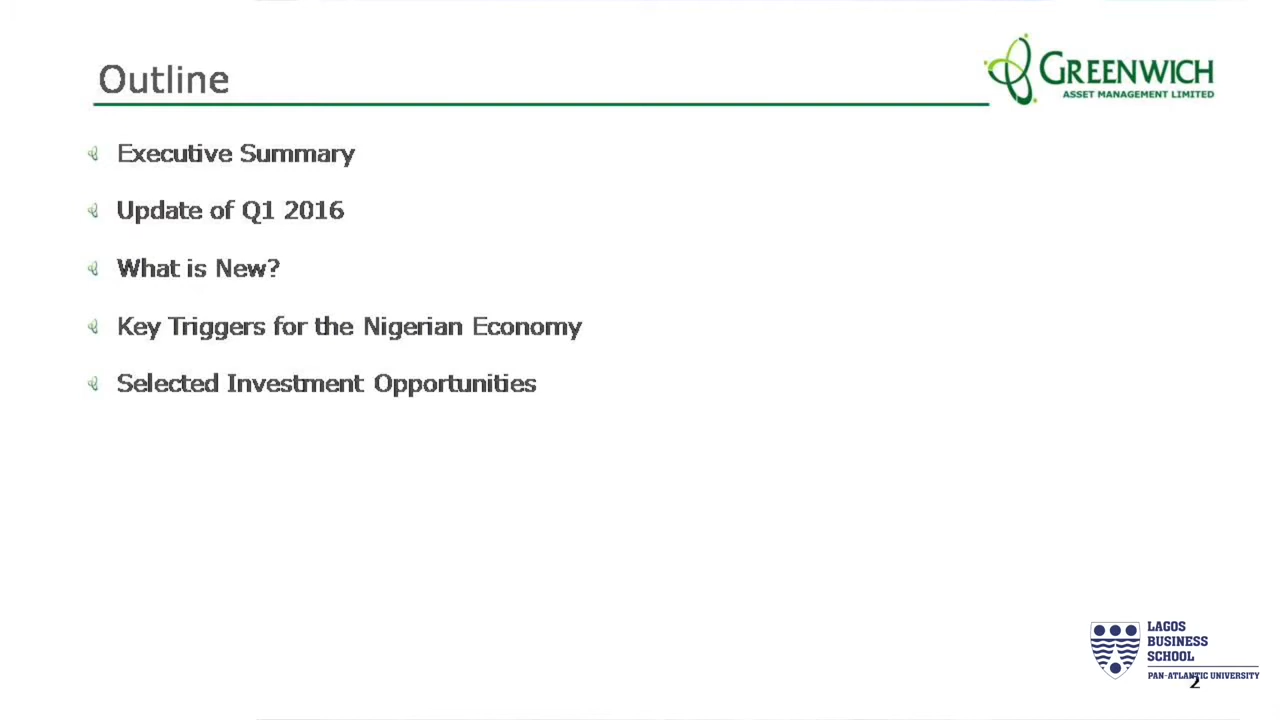 Outline
GREENWICH
ASSET MANAGEMENT LIMITED
Executive Summary
Update of Q1 2016
What is New?
Key Triggers for the Nigerian Economy
Selected Investment Opportunities
LAGOS
BUSINESS
SCHOOL
PAN-ATLANTIC UNIVERSITY
2